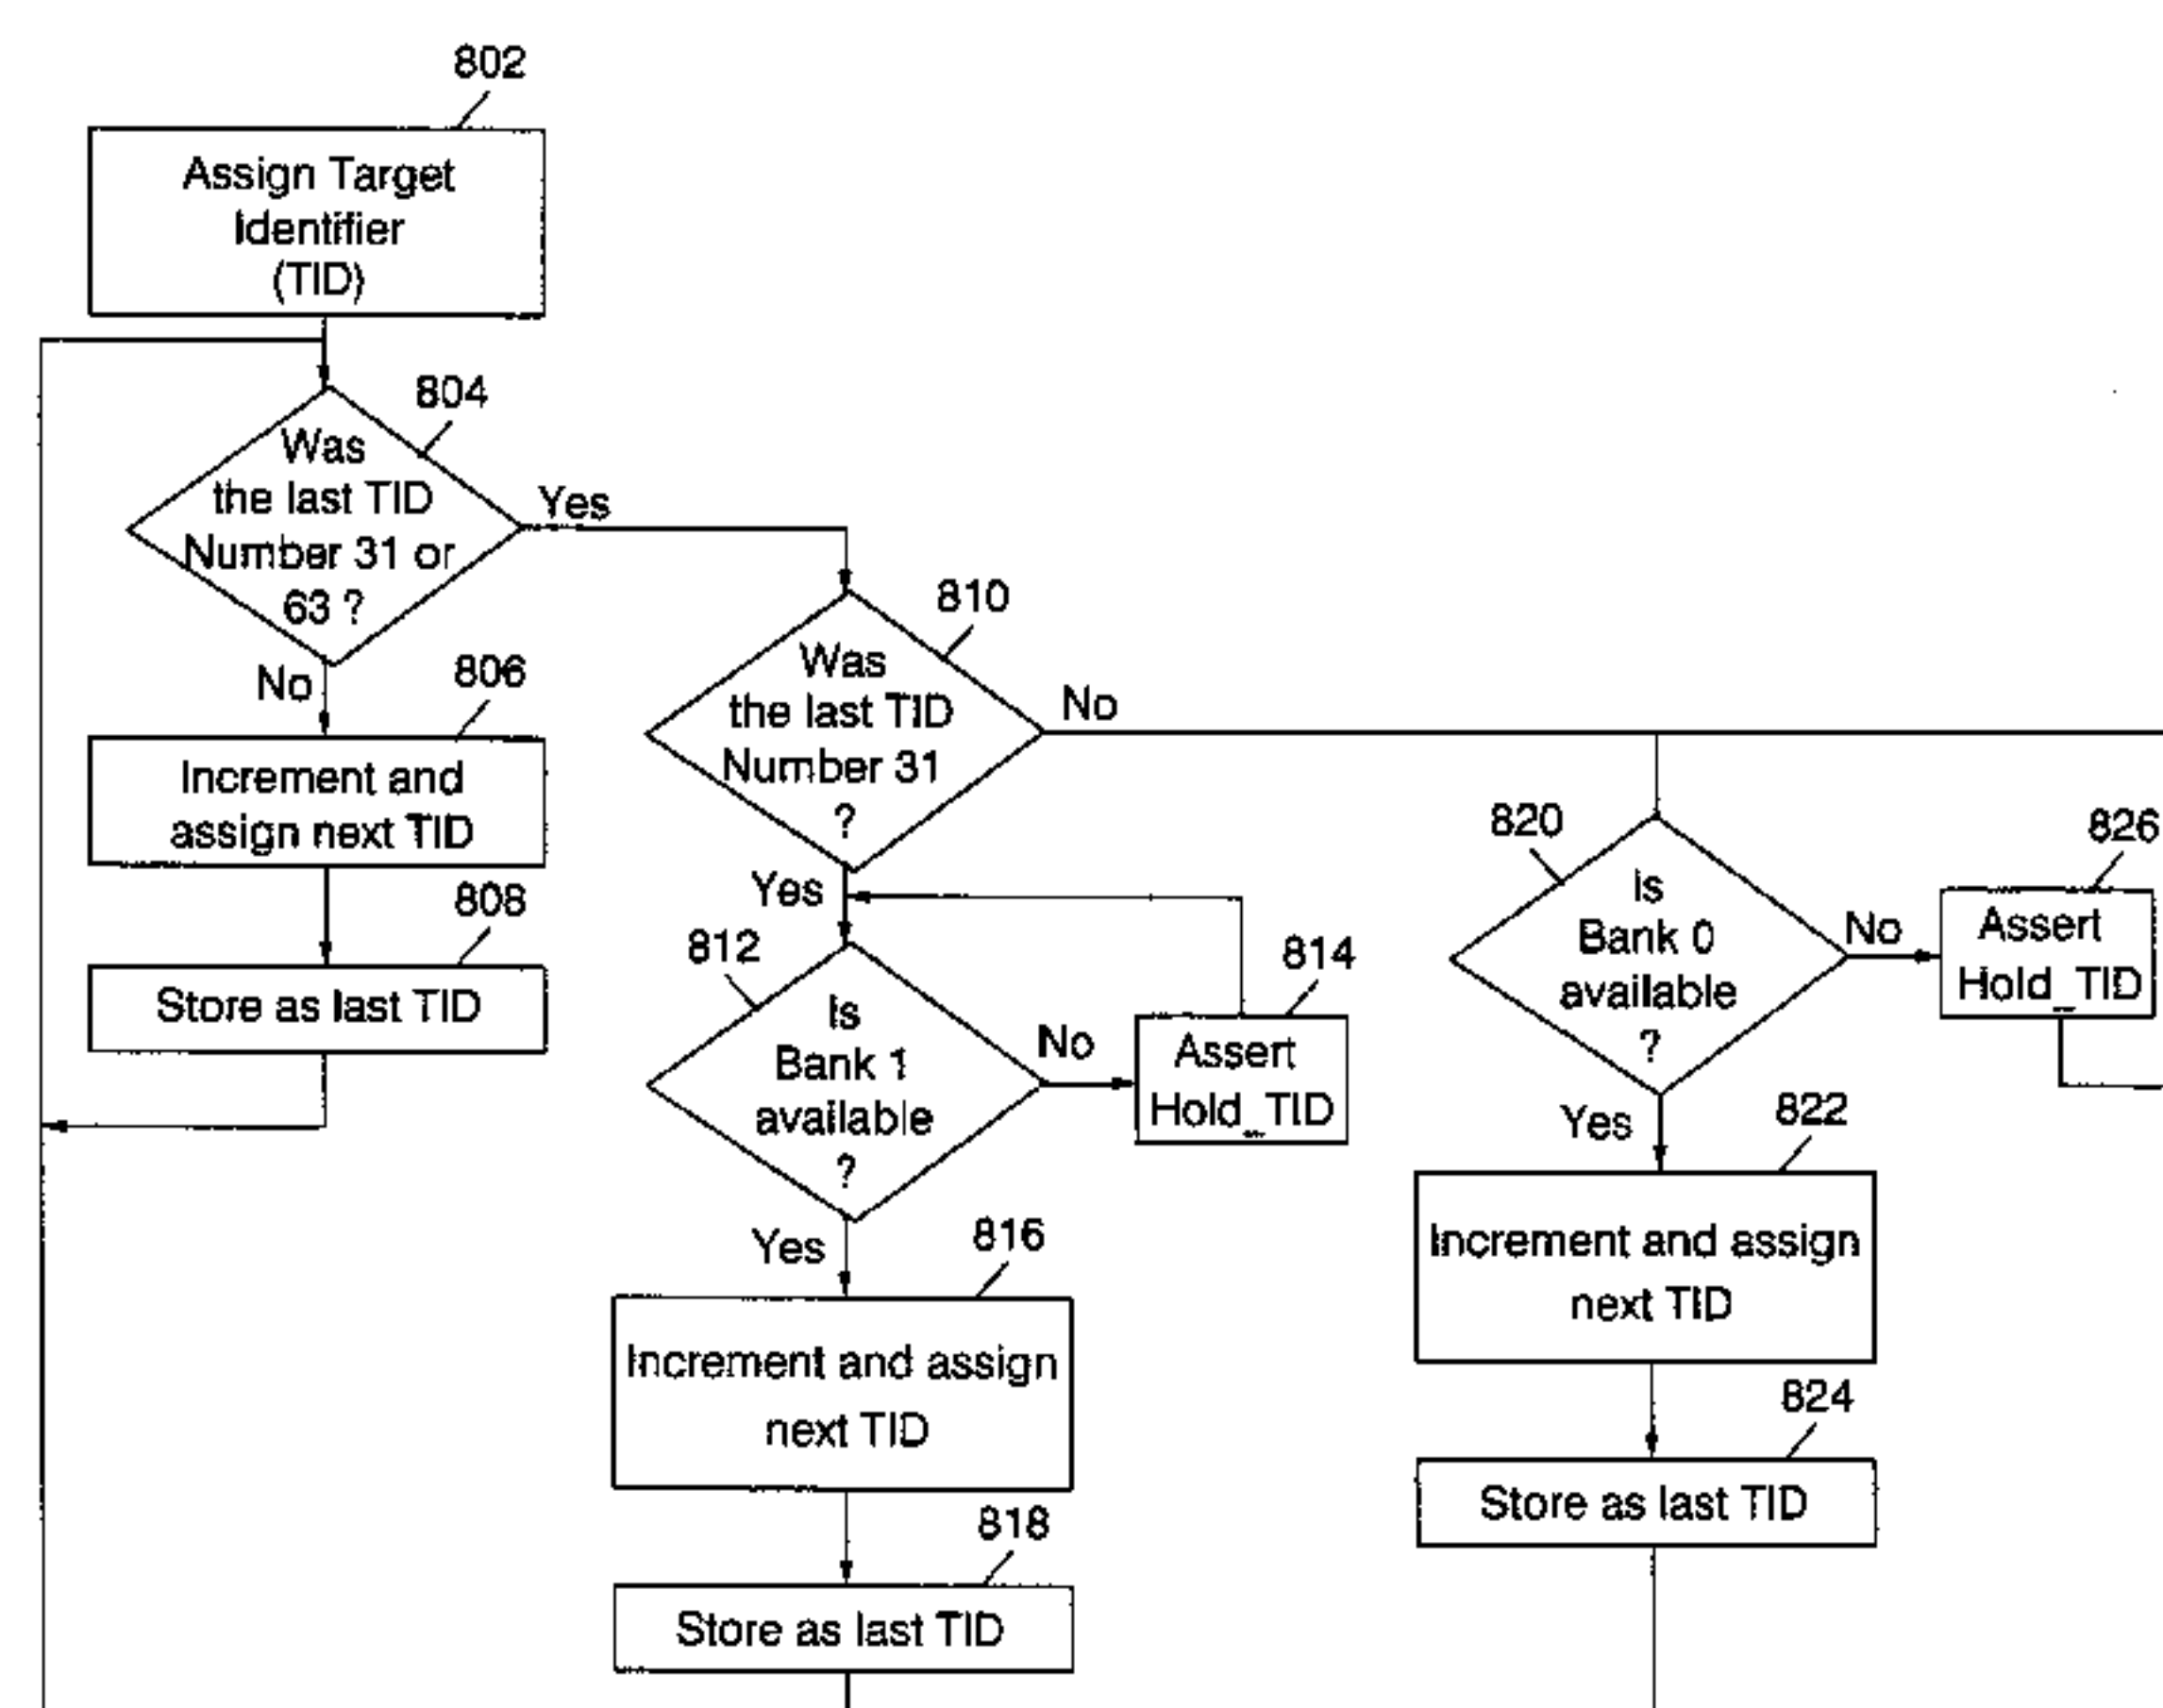 802
Assign Target
Identifier
(TID)
804
Was
the last TID
Number 31 or
63 ?
Yes
No
806
Increment and
assign next TID
808
Store as last TID
810
Was
the last TID
Number 31
?
No
Yes
812
Is
Bank 1
available
?
No
814
Assert
Hold_TID
Yes
816
Increment and assign
next TID
818
Store as last TID
820
Is
Bank 0
available
?
No
826
Assert
Hold_TID
Yes
822
Increment and assign
next TID
824
Store as last TID